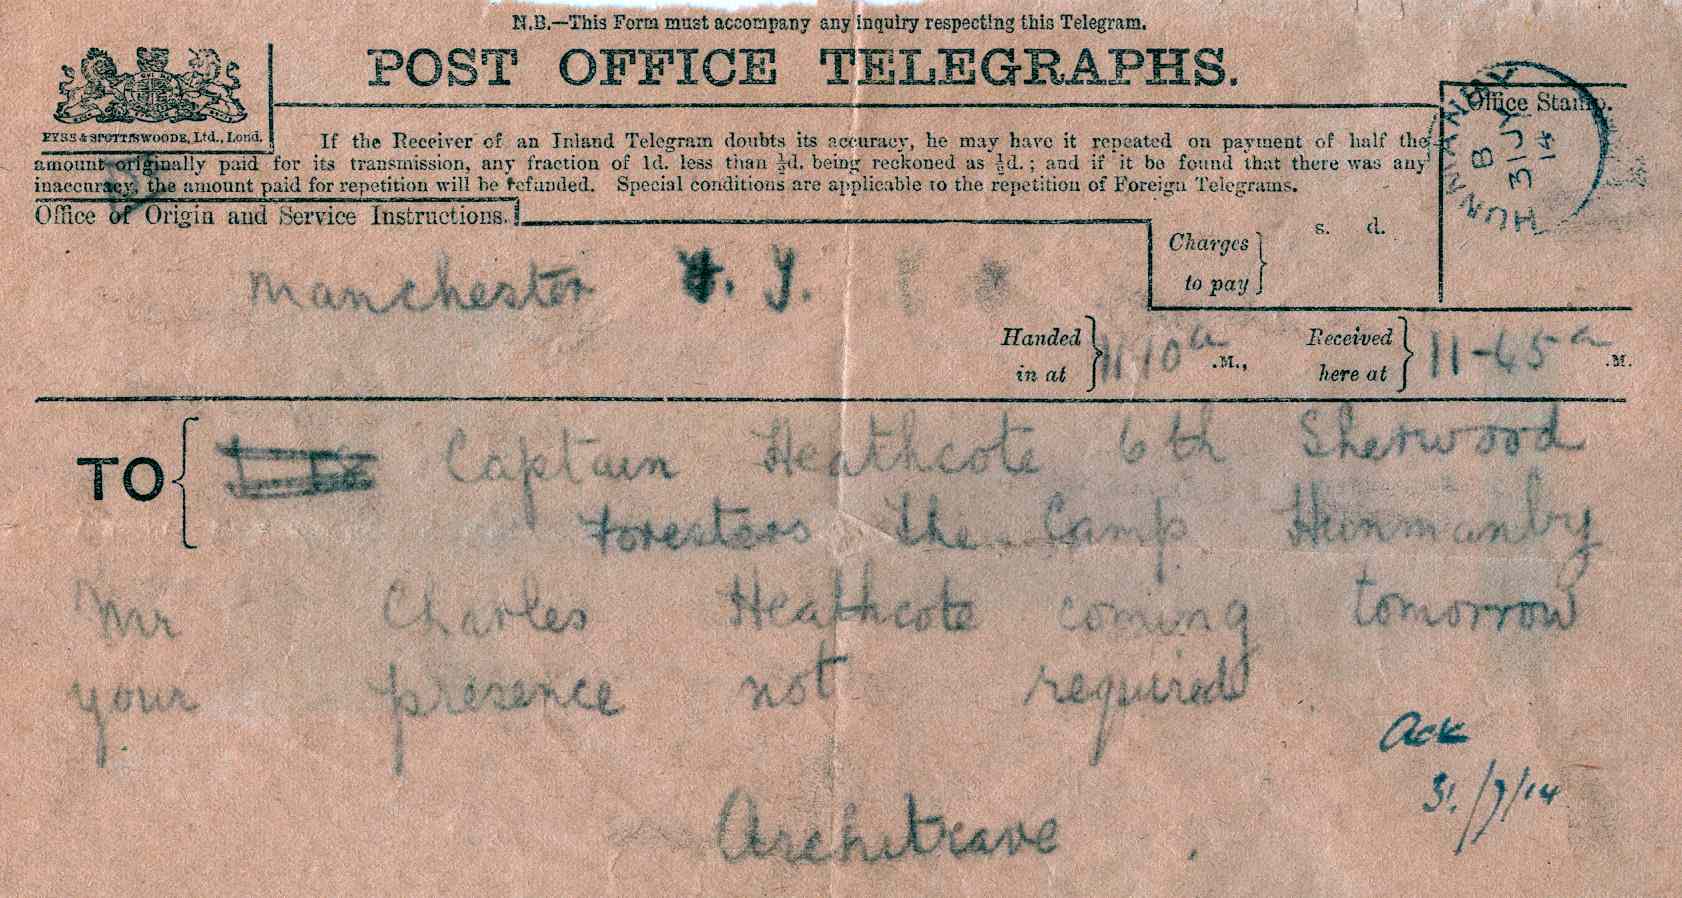 N.B.—This Form must accompany any inquiry respecting this Telegram.
POST OFFICE TELEGRAPHS.
EYRE & SPOTTISWOODE, Ltd., Lond.
If the Receiver of an Inland Telegram doubts its accuracy, he may have it repeated on payment of half the
amount originally paid for its transmission, any fraction of 1d. less than ½d. being reckoned as ½d.; and if it be found that there was any
inaccuracy, the amount paid for repetition will be refunded. Special conditions are applicable to the repetition of Foreign Telegrams.
Office of Origin and Service Instructions.
Office Stamp.
HUNMANBY
B
31 JY
14
Charges to pay
s. d.
Manchester
Handed in at 11-10 a .M.,
Received here at 11-45 a .M.
TO Captain Heathcote 6th Sherwood
Foresters the Camp Hunmanby
Mr Charles Heathcote coming tomorrow
your presence not required
Architrave
Ack
31/7/14